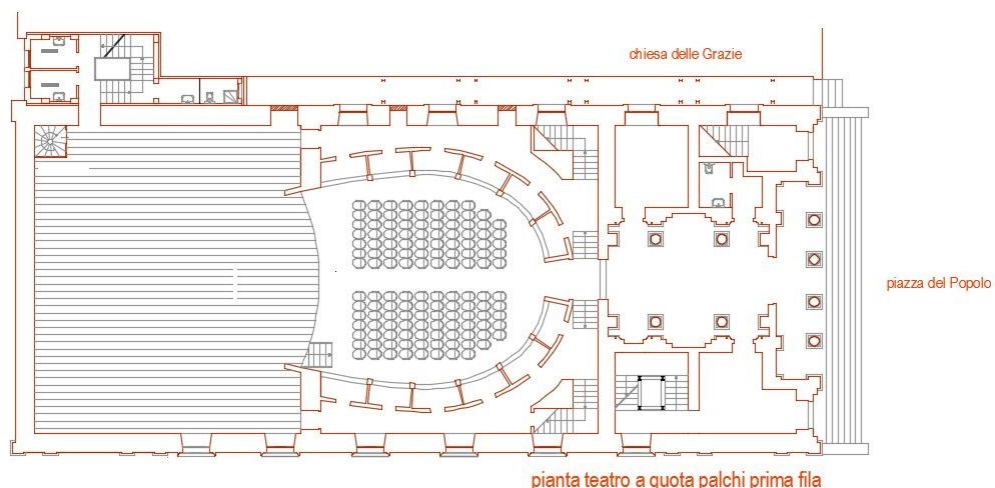 chiesa delle Grazie
piazza del Popolo
pianta teatro a quota palchi prima fila